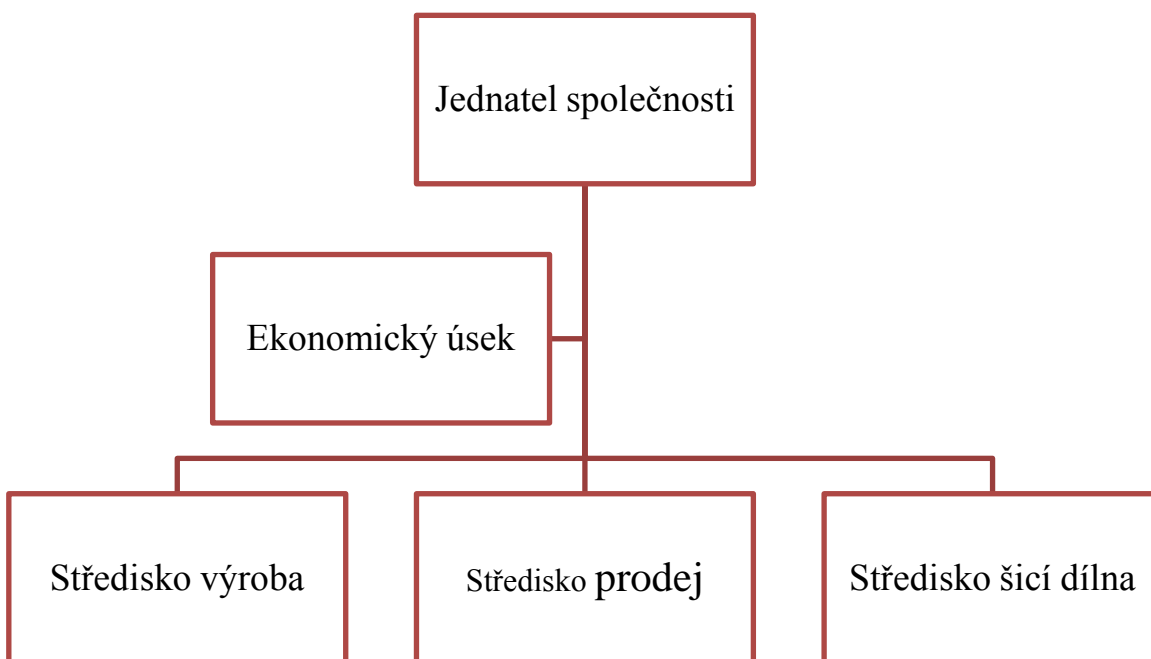 Jednatel společnosti
Ekonomický úsek
Středisko výroba
Středisko prodej
Středisko šicí dílna